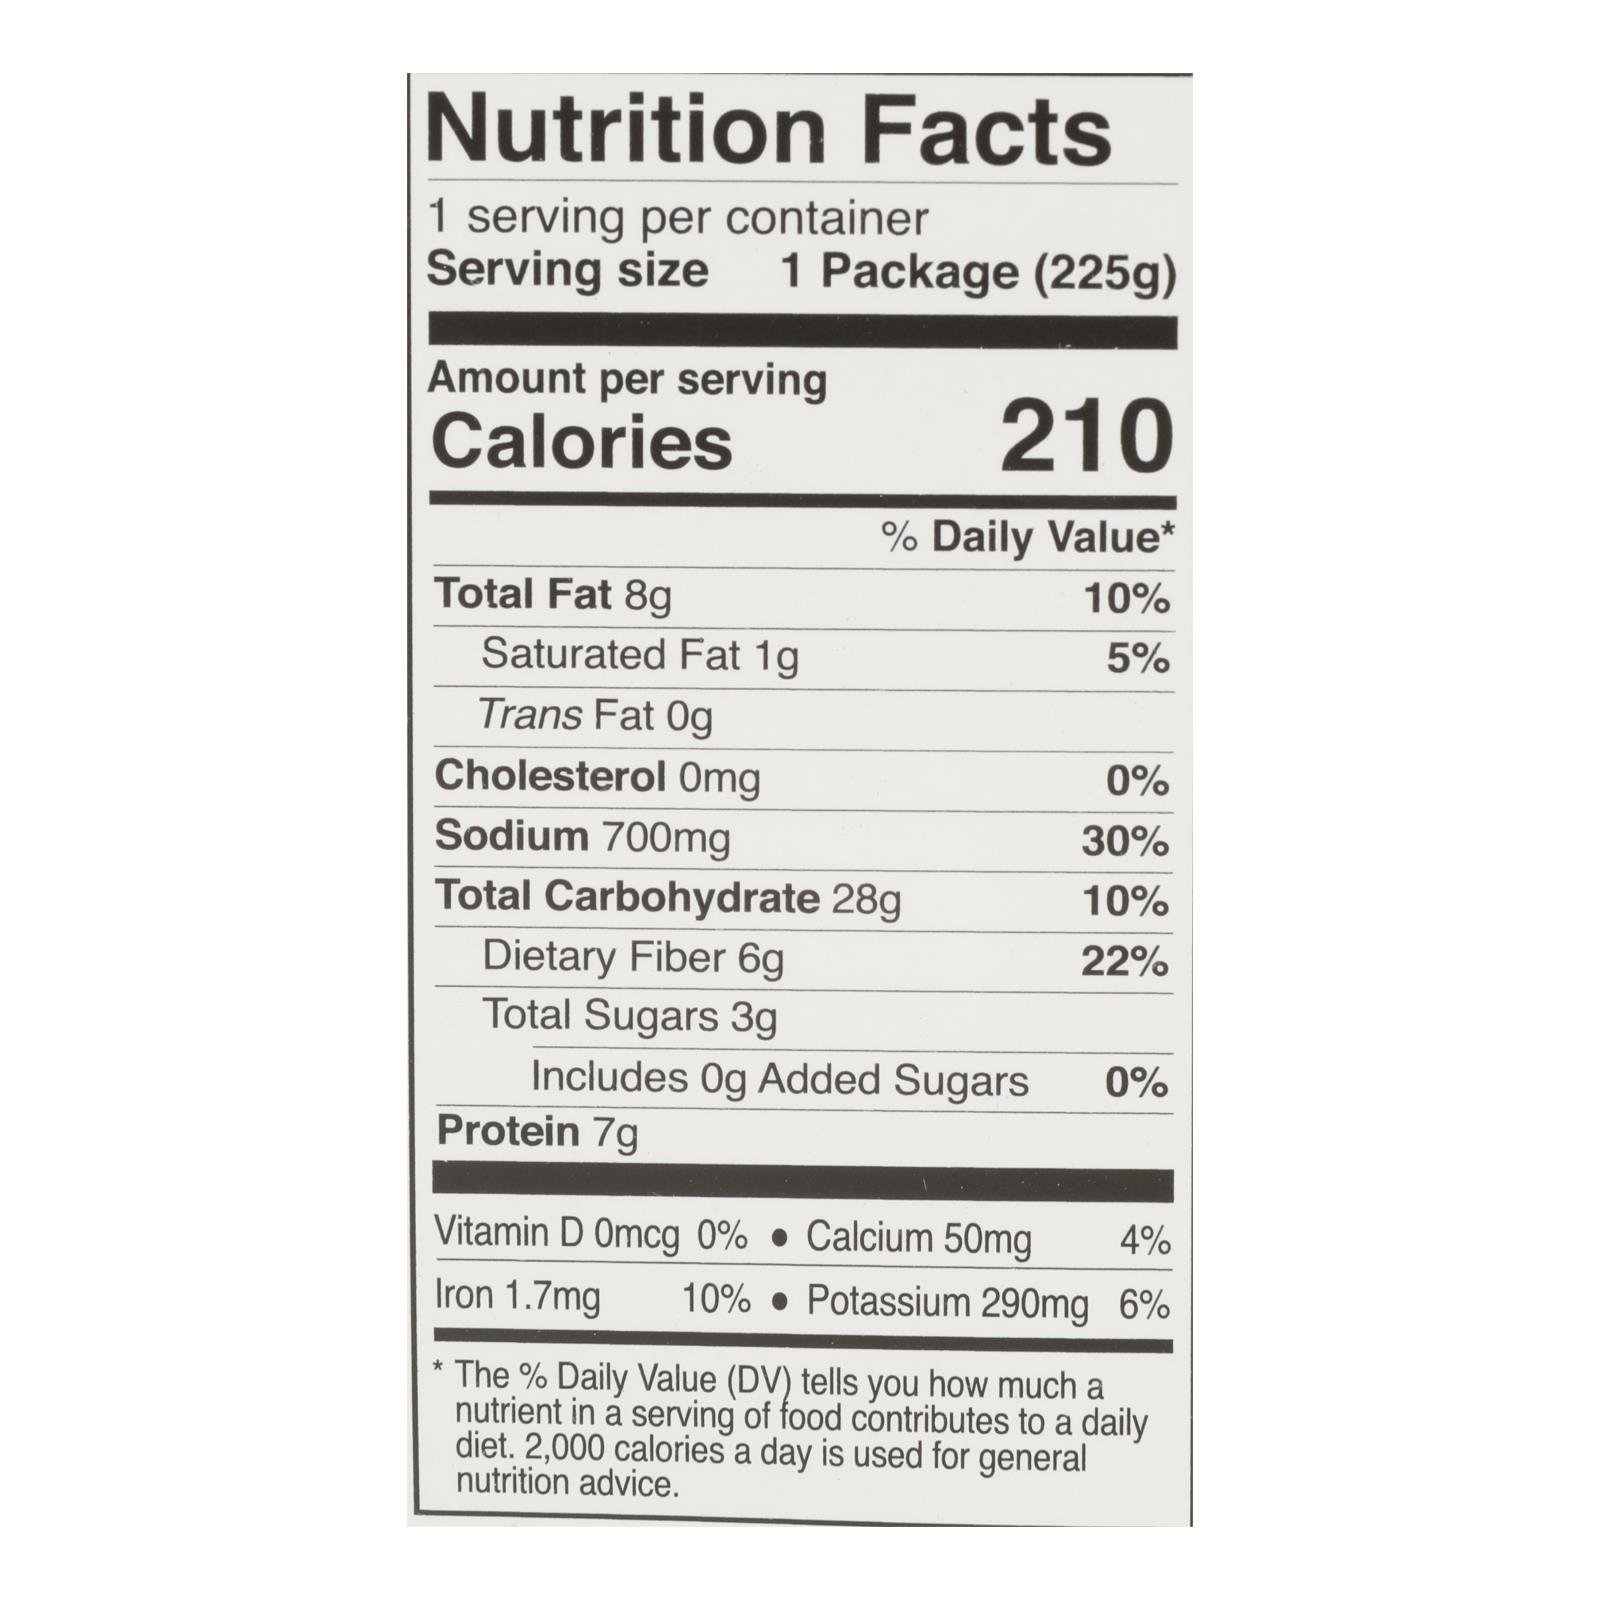 Nutrition Facts
1 serving per container
Serving size 1 Package (225g)
Amount per serving
Calories 210
% Daily Value*
Total Fat 8g 10%
Saturated Fat 1g 5%
Trans Fat 0g
Cholesterol 0mg 0%
Sodium 700mg 30%
Total Carbohydrate 28g 10%
Dietary Fiber 6g 22%
Total Sugars 3g
Includes 0g Added Sugars 0%
Protein 7g
Vitamin D 0mcg 0% • Calcium 50mg 4%
Iron 1.7mg 10% • Potassium 290mg 6%
* The % Daily Value (DV) tells you how much a
nutrient in a serving of food contributes to a daily
diet. 2,000 calories a day is used for general
nutrition advice.